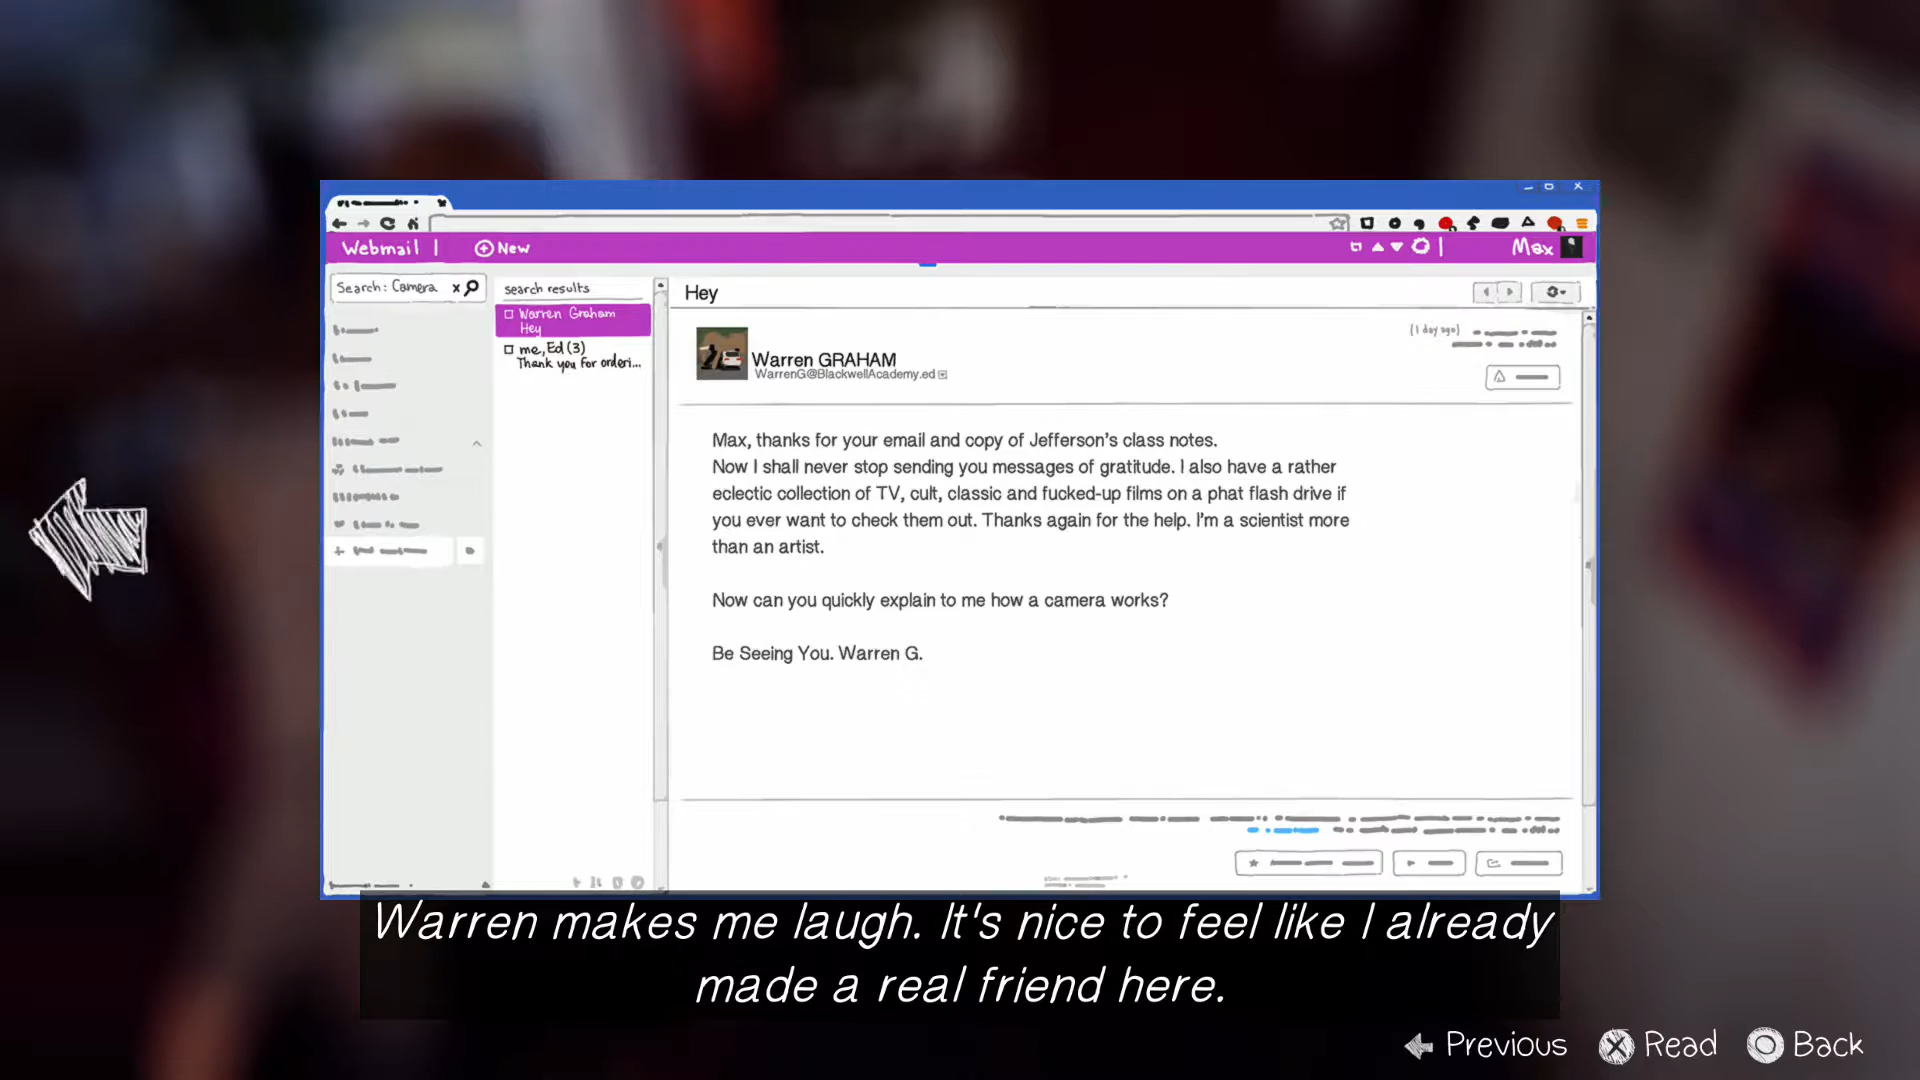 Webmail | New
Max
Search: Camera x
search results
Warren Graham
Hey
me, Ed (3)
Thank you for orderi...
Hey
(1 day ago)
Warren GRAHAM
WarrenG@BlackwellAcademy.ed
Max, thanks for your email and copy of Jefferson's class notes.
Now I shall never stop sending you messages of gratitude. I also have a rather
eclectic collection of TV, cult, classic and fucked-up films on a phat flash drive if
you ever want to check them out. Thanks again for the help. I'm a scientist more
than an artist.
Now can you quickly explain to me how a camera works?
Be Seeing You. Warren G.
Warren makes me laugh. It's nice to feel like I already
made a real friend here.
Previous Read Back